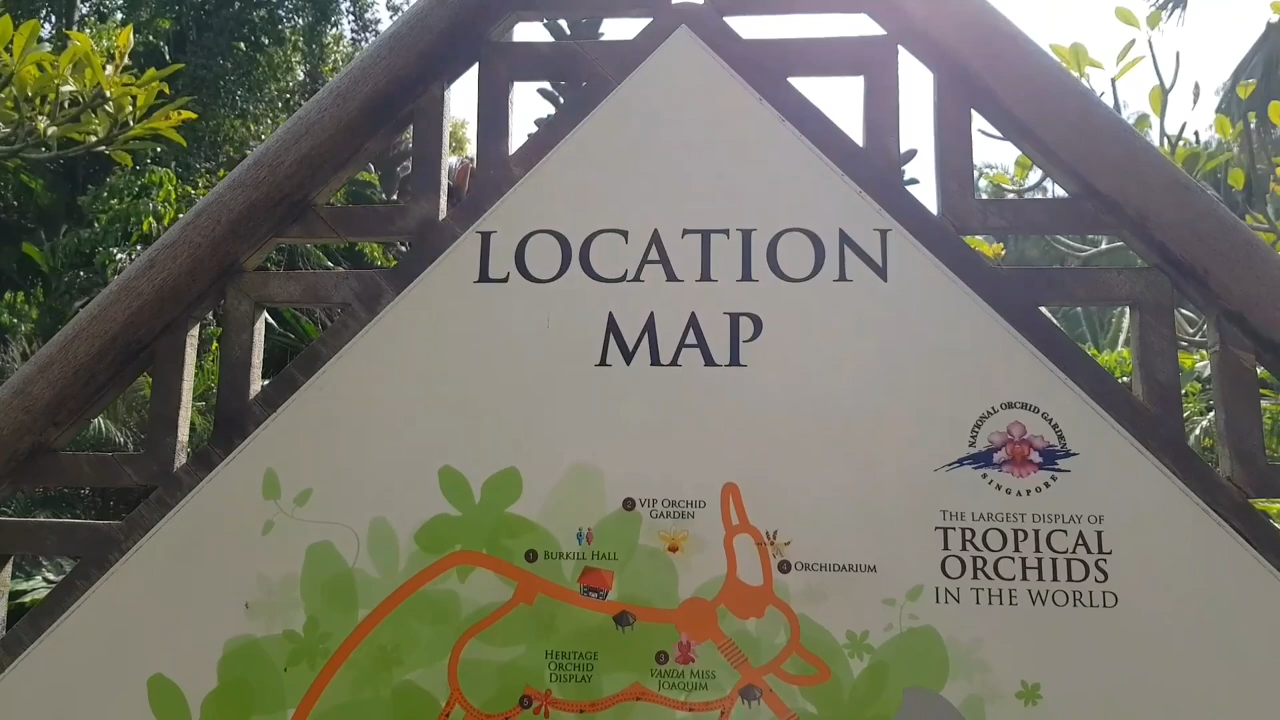 LOCATION
MAP
NATIONAL ORCHID GARDEN
SINGAPORE
THE LARGEST DISPLAY OF
TROPICAL
ORCHIDS
IN THE WORLD
2 VIP ORCHID
GARDEN
1 BURKILL HALL
4 ORCHIDARIUM
HERITAGE
ORCHID
DISPLAY
3
VANDA MISS
JOAQUIM
5